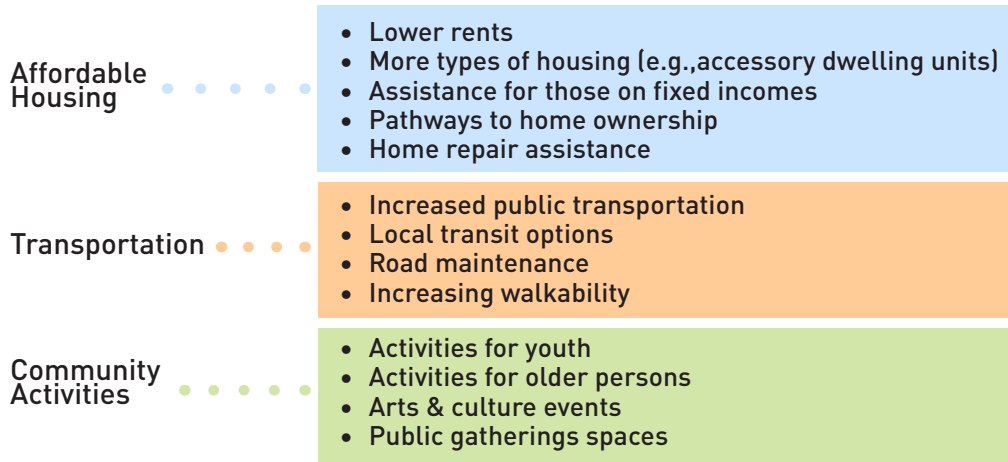 Affordable
Housing
• Lower rents
• More types of housing (e.g.,accessory dwelling units)
• Assistance for those on fixed incomes
• Pathways to home ownership
• Home repair assistance
Transportation
• Increased public transportation
• Local transit options
• Road maintenance
• Increasing walkability
Community
Activities
• Activities for youth
• Activities for older persons
• Arts & culture events
• Public gatherings spaces